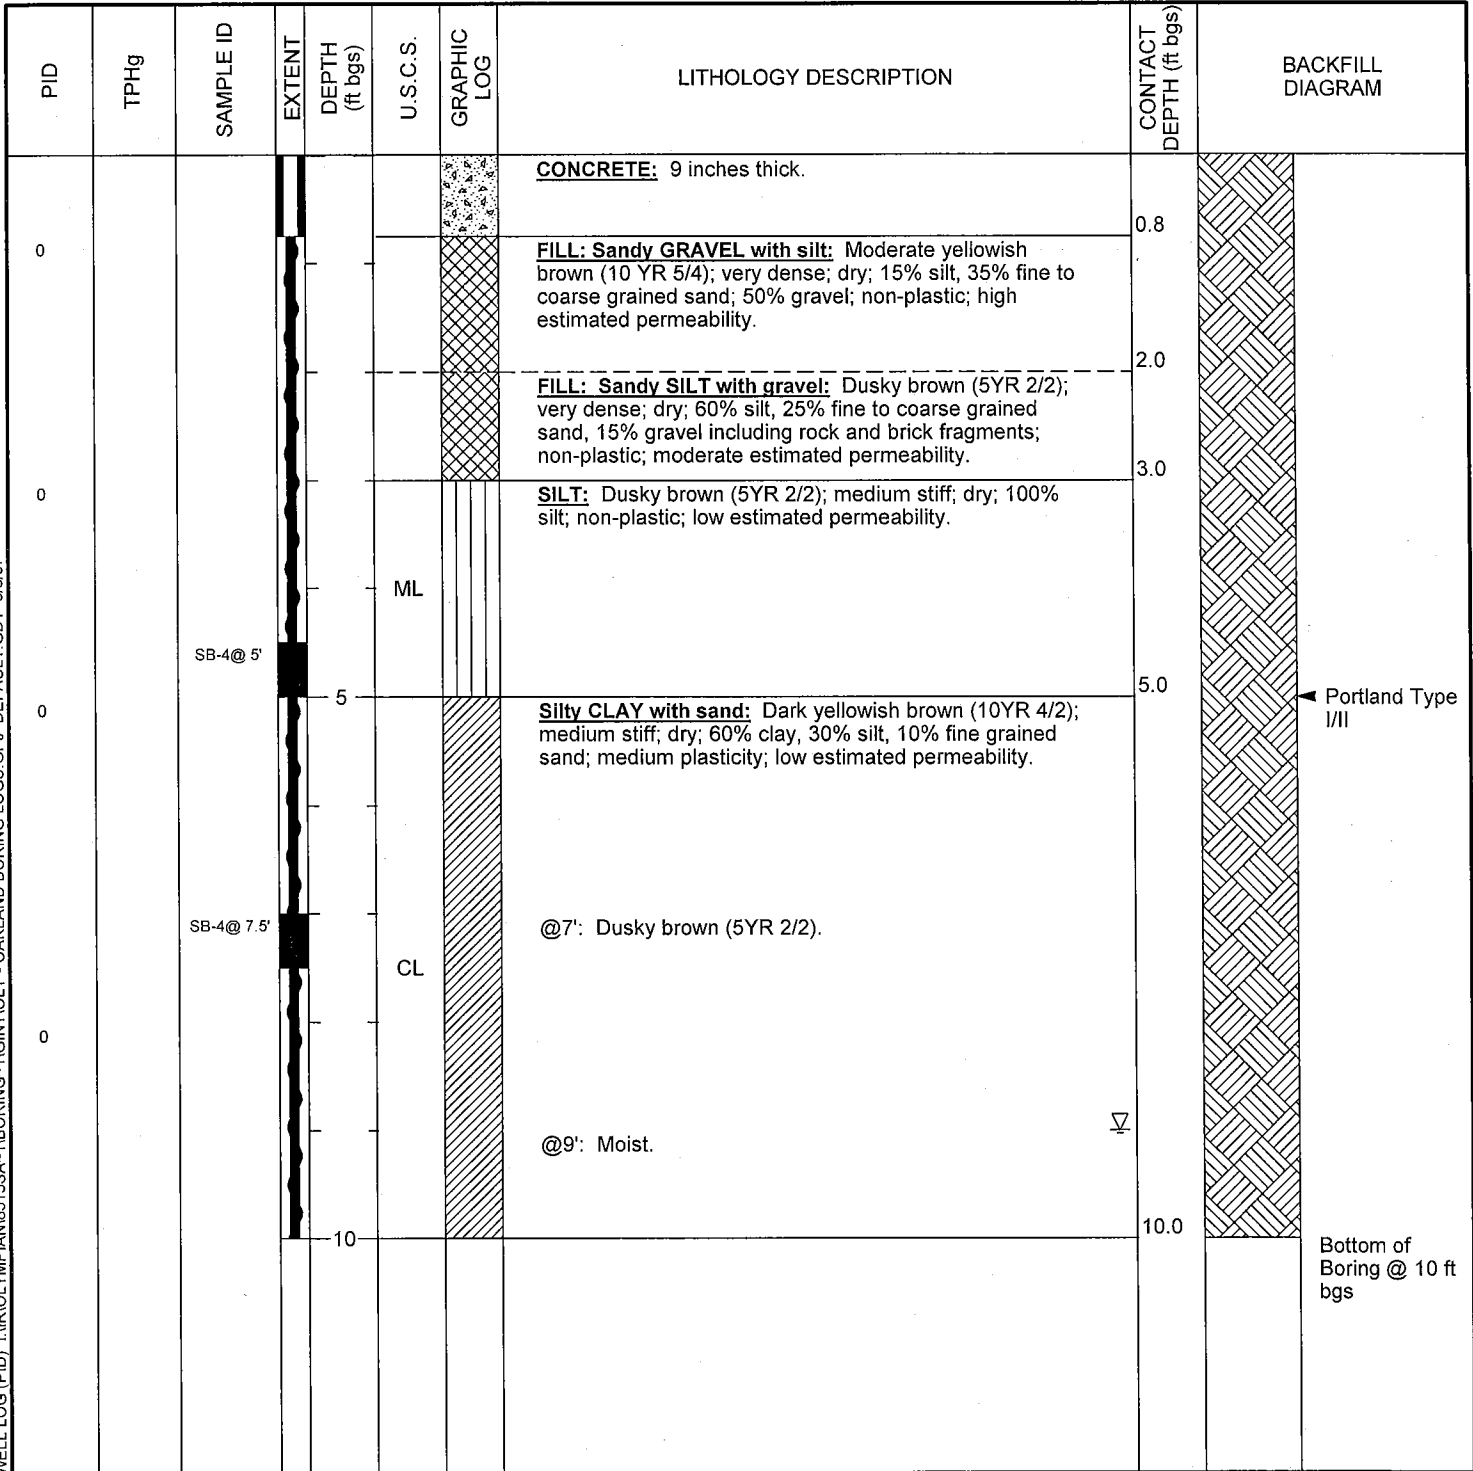 PID
TPHg
SAMPLE ID
EXTENT
DEPTH
(ft bgs)
U.S.C.S.
GRAPHIC
LOG
LITHOLOGY DESCRIPTION
CONTACT
DEPTH (ft bgs)
BACKFILL
DIAGRAM
CONCRETE: 9 inches thick.
0.8
0
FILL: Sandy GRAVEL with silt: Moderate yellowish
brown (10 YR 5/4); very dense; dry; 15% silt, 35% fine to
coarse grained sand; 50% gravel; non-plastic; high
estimated permeability.
2.0
FILL: Sandy SILT with gravel: Dusky brown (5YR 2/2);
very dense; dry; 60% silt, 25% fine to coarse grained
sand, 15% gravel including rock and brick fragments;
non-plastic; moderate estimated permeability.
3.0
0
SILT: Dusky brown (5YR 2/2); medium stiff; dry; 100%
silt; non-plastic; low estimated permeability.
ML
SB-4@ 5'
5
5.0
Portland Type
I/II
0
Silty CLAY with sand: Dark yellowish brown (10YR 4/2);
medium stiff; dry; 60% clay, 30% silt, 10% fine grained
sand; medium plasticity; low estimated permeability.
SB-4@ 7.5'
@7': Dusky brown (5YR 2/2).
CL
0
@9': Moist.
10
10.0
Bottom of
Boring @ 10 ft
bgs
WELL LOG (PID)